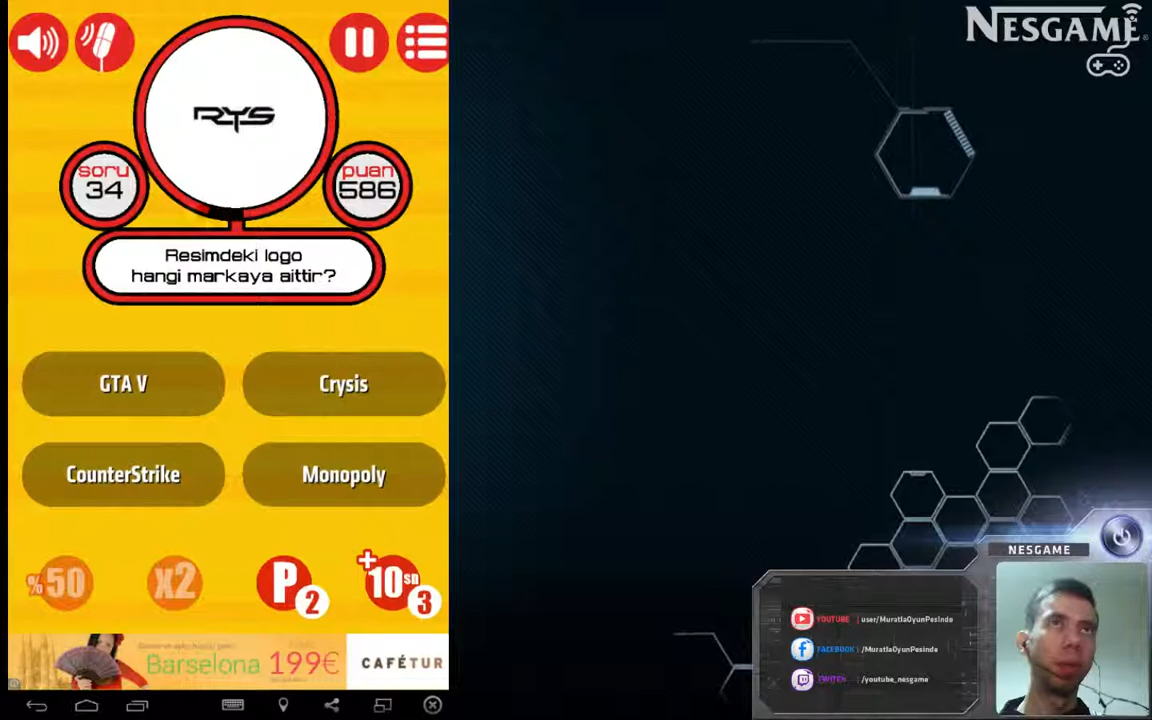 NESGAME
RYS
soru
34
puan
586
Resimdeki logo
hangi markaya aittir?
GTA V
Crysis
CounterStrike
Monopoly
%50
x2
P
2
+10sn
3
Barselona 199€
CAFÉTUR
NESGAME
YOUTUBE | user/MuratlaOyunPesinde
FACEBOOK | /MuratlaOyunPesinde
TWITCH | /youtube_nesgame